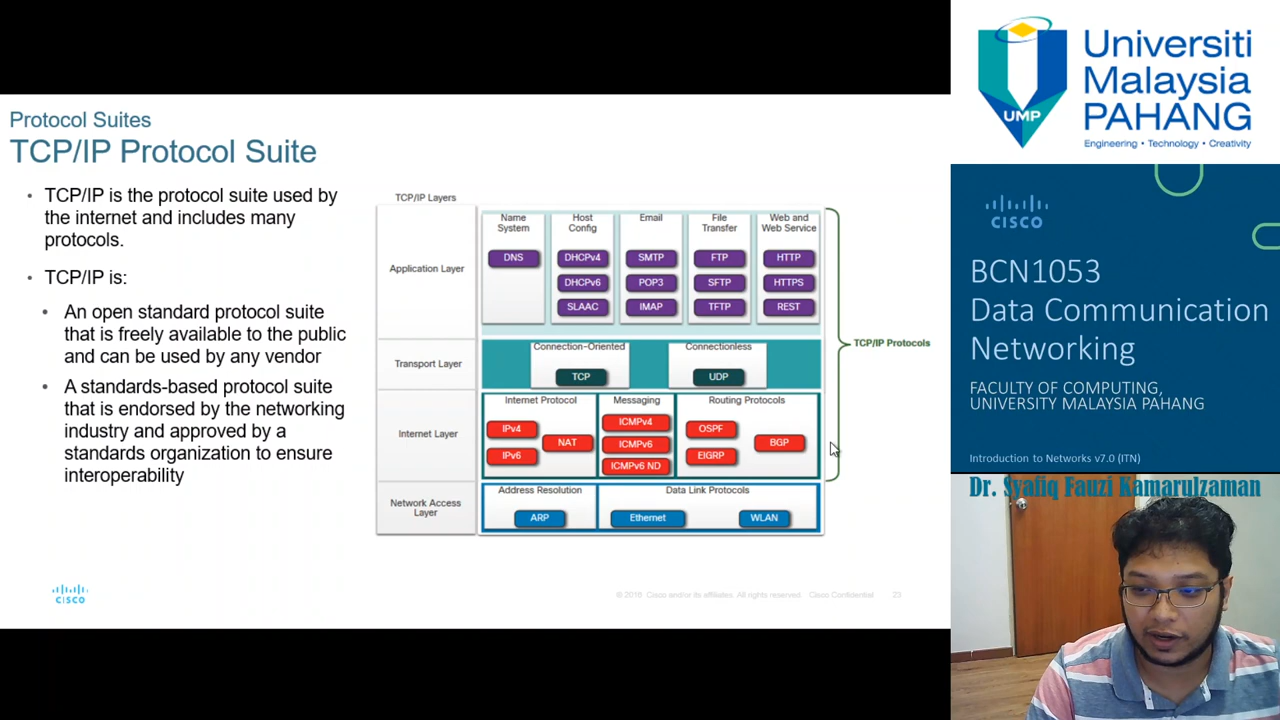 Protocol Suites
TCP/IP Protocol Suite
• TCP/IP is the protocol suite used by
the internet and includes many
protocols.
• TCP/IP is:
• An open standard protocol suite
that is freely available to the public
and can be used by any vendor
• A standards-based protocol suite
that is endorsed by the networking
industry and approved by a
standards organization to ensure
interoperability
TCP/IP Layers
Application Layer
Name
System
DNS
Host
Config
DHCPv4
DHCPv6
SLAAC
Email
SMTP
POP3
IMAP
File
Transfer
FTP
SFTP
TFTP
Web and
Web Service
HTTP
HTTPS
REST
Transport Layer
Connection-Oriented
TCP
Connectionless
UDP
Internet Layer
Internet Protocol
IPv4
NAT
IPv6
Messaging
ICMPv4
ICMPv6
ICMPv6 ND
Routing Protocols
OSPF
BGP
EIGRP
Network Access
Layer
Address Resolution
ARP
Data Link Protocols
Ethernet
WLAN
TCP/IP Protocols
CISCO
© 2016 Cisco and/or its affiliates. All rights reserved. Cisco Confidential
23
UMP
Universiti
Malaysia
PAHANG
Engineering • Technology • Creativity
CISCO
BCN1053
Data Communication
Networking
FACULTY OF COMPUTING,
UNIVERSITY MALAYSIA PAHANG
Introduction to Networks v7.0 (ITN)
Dr. Syafiq Fauzi Kamarulzaman